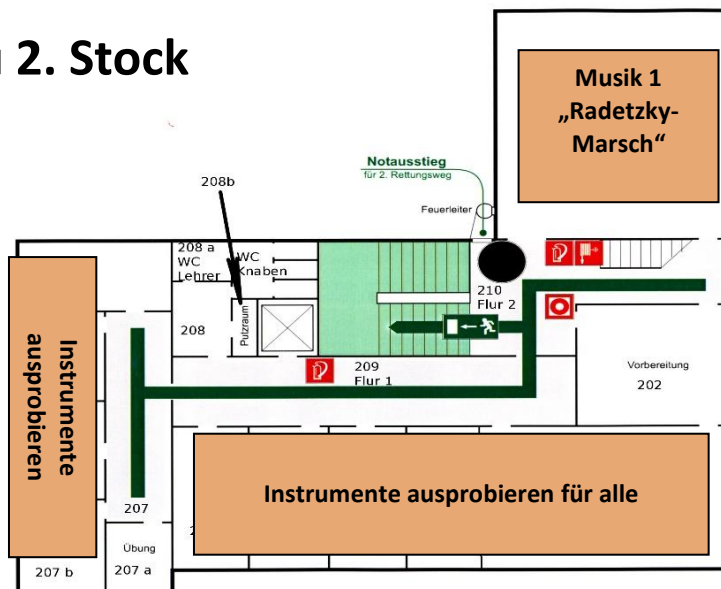 2. Stock
Musik 1
„Radetzky-
Marsch“
Notausstieg
für 2. Rettungsweg
208b
Feuerleiter
208 a
WC
Lehrer
WC
Knaben
210
Flur 2
208
Putzraum
209
Flur 1
Vorbereitung
202
Instrumente
ausprobieren
Instrumente ausprobieren für alle
207
Übung
207 b
207 a